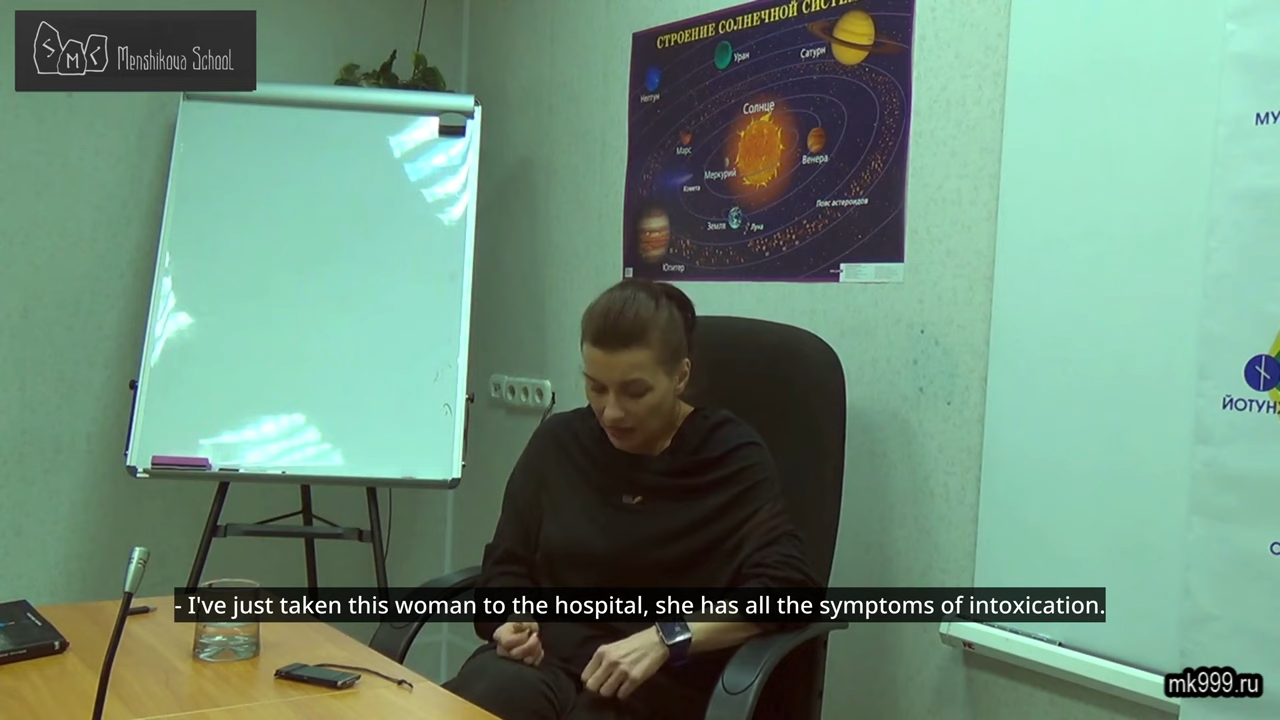 SMS Menshikova School
СТРОЕНИЕ СОЛНЕЧНОЙ
Уран
Сатурн
Нептун
Солнце
Марс
Венера
Меркурий
Комета
Пояс астероидов
Земля
Луна
Юпитер
МУ
ЙОТУН
- I've just taken this woman to the hospital, she has all the symptoms of intoxication.
mk999.ru